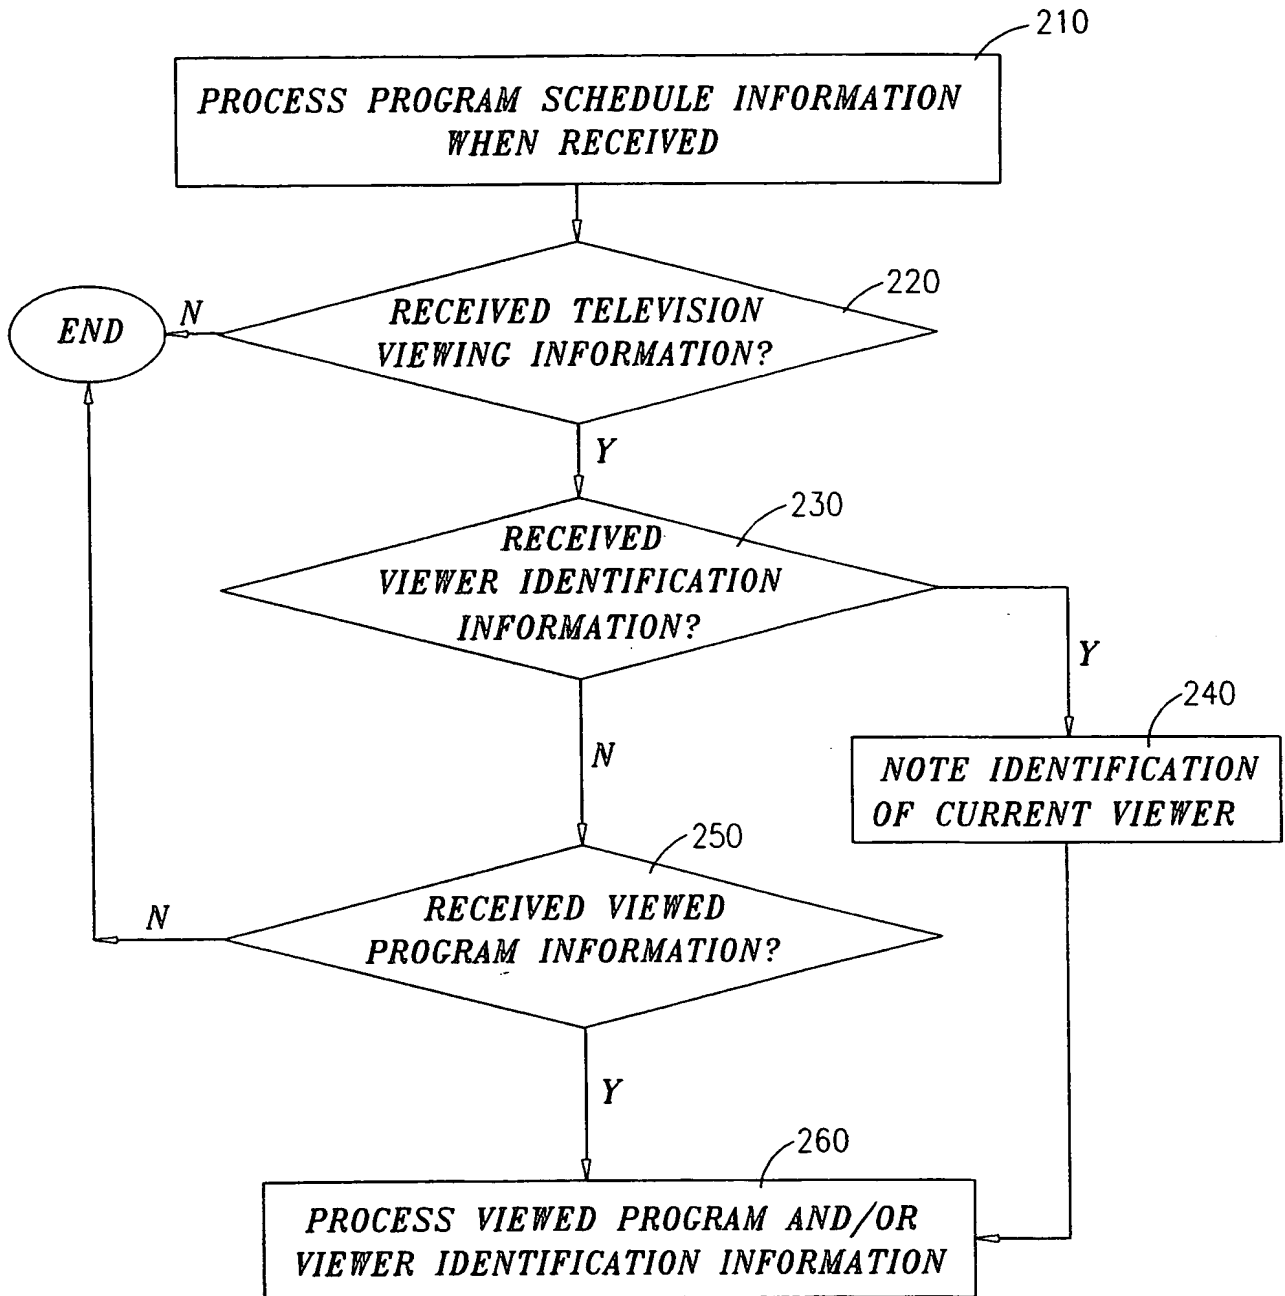 210
PROCESS PROGRAM SCHEDULE INFORMATION
WHEN RECEIVED
220
RECEIVED TELEVISION
VIEWING INFORMATION?
N
END
Y
230
RECEIVED
VIEWER IDENTIFICATION
INFORMATION?
Y
N
240
NOTE IDENTIFICATION
OF CURRENT VIEWER
250
RECEIVED VIEWED
PROGRAM INFORMATION?
N
Y
260
PROCESS VIEWED PROGRAM AND/OR
VIEWER IDENTIFICATION INFORMATION